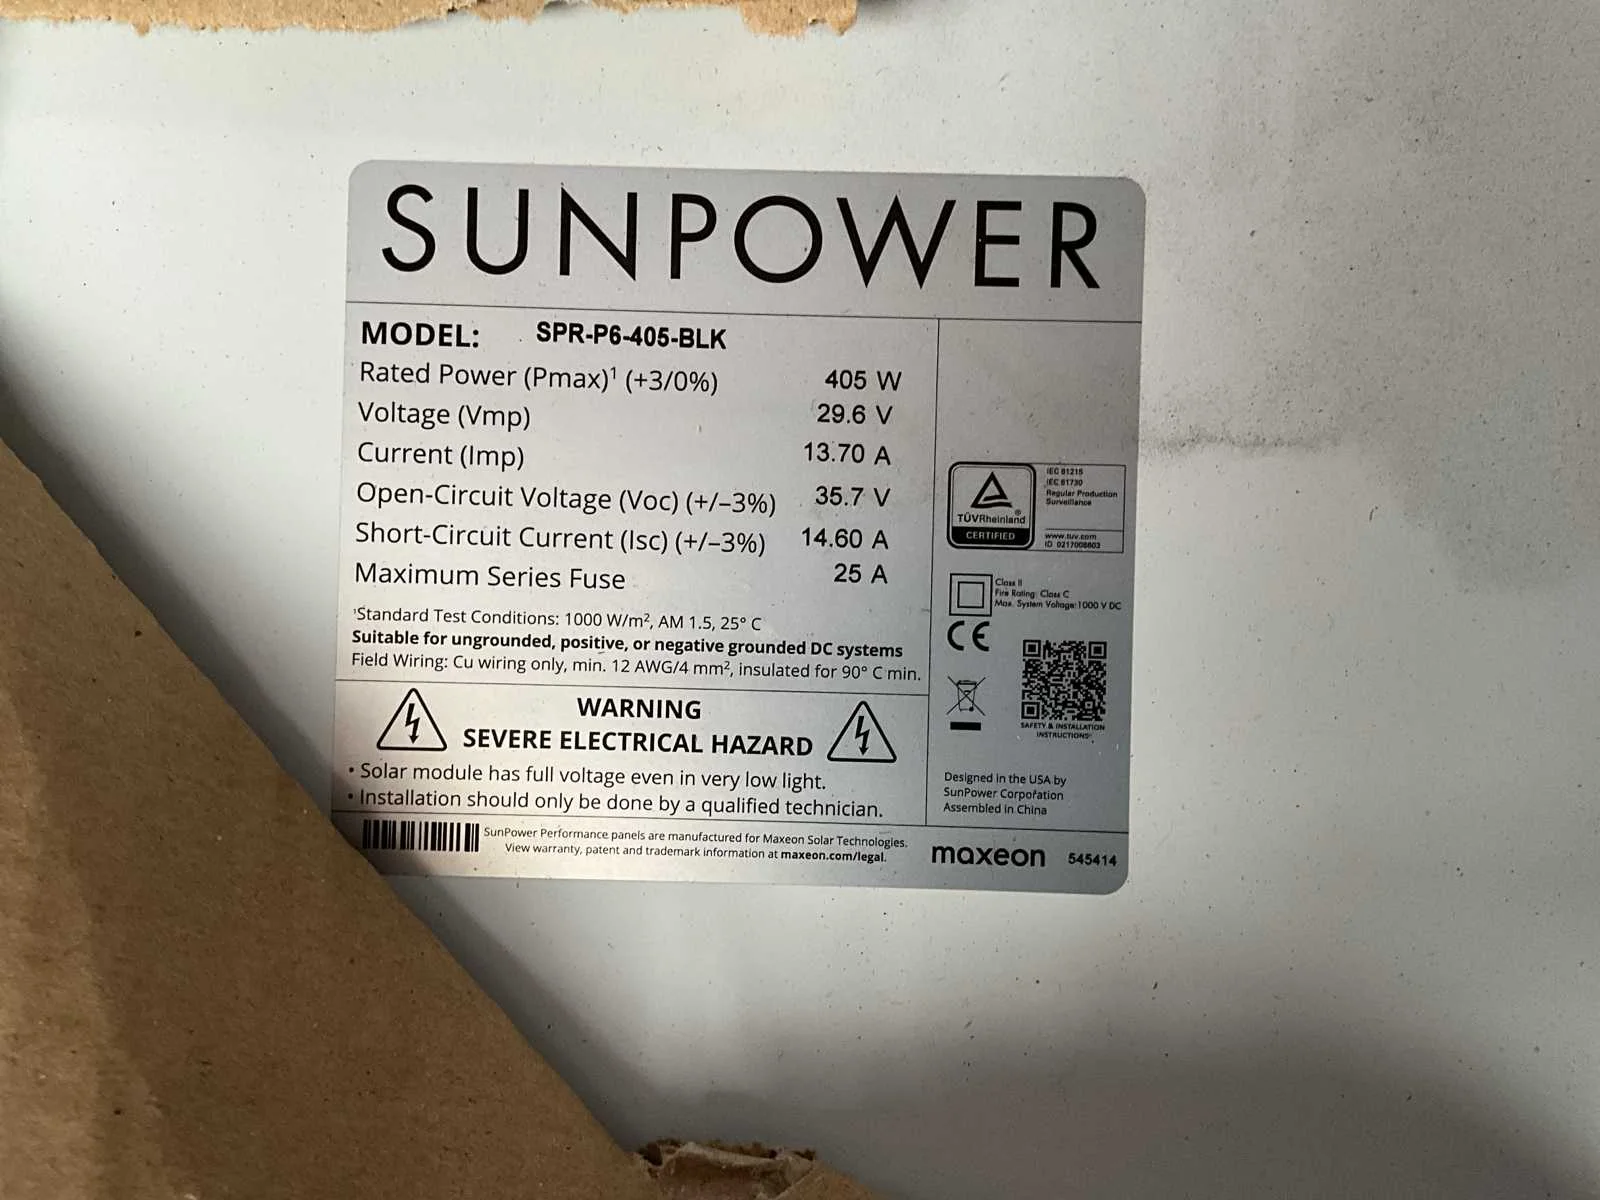 SUNPOWER
MODEL: SPR-P6-405-BLK
Rated Power (Pmax)¹ (+3/0%) 405 W
Voltage (Vmp) 29.6 V
Current (Imp) 13.70 A
Open-Circuit Voltage (Voc) (+/–3%) 35.7 V
Short-Circuit Current (Isc) (+/–3%) 14.60 A
Maximum Series Fuse 25 A
¹Standard Test Conditions: 1000 W/m², AM 1.5, 25° C
Suitable for ungrounded, positive, or negative grounded DC systems
Field Wiring: Cu wiring only, min. 12 AWG/4 mm², insulated for 90° C min.
WARNING
SEVERE ELECTRICAL HAZARD
• Solar module has full voltage even in very low light.
• Installation should only be done by a qualified technician.
SunPower Performance panels are manufactured for Maxeon Solar Technologies.
View warranty, patent and trademark information at maxeon.com/legal.
TÜVRheinland®
CERTIFIED
IEC 61215
IEC 61730
Regular Production
Surveillance
www.tuv.com
ID 0217008603
Class II
Fire Rating: Class C
Max. System Voltage: 1000 V DC
CE
SAFETY & INSTALLATION
INSTRUCTIONS
Designed in the USA by
SunPower Corporation
Assembled in China
maxeon 545414